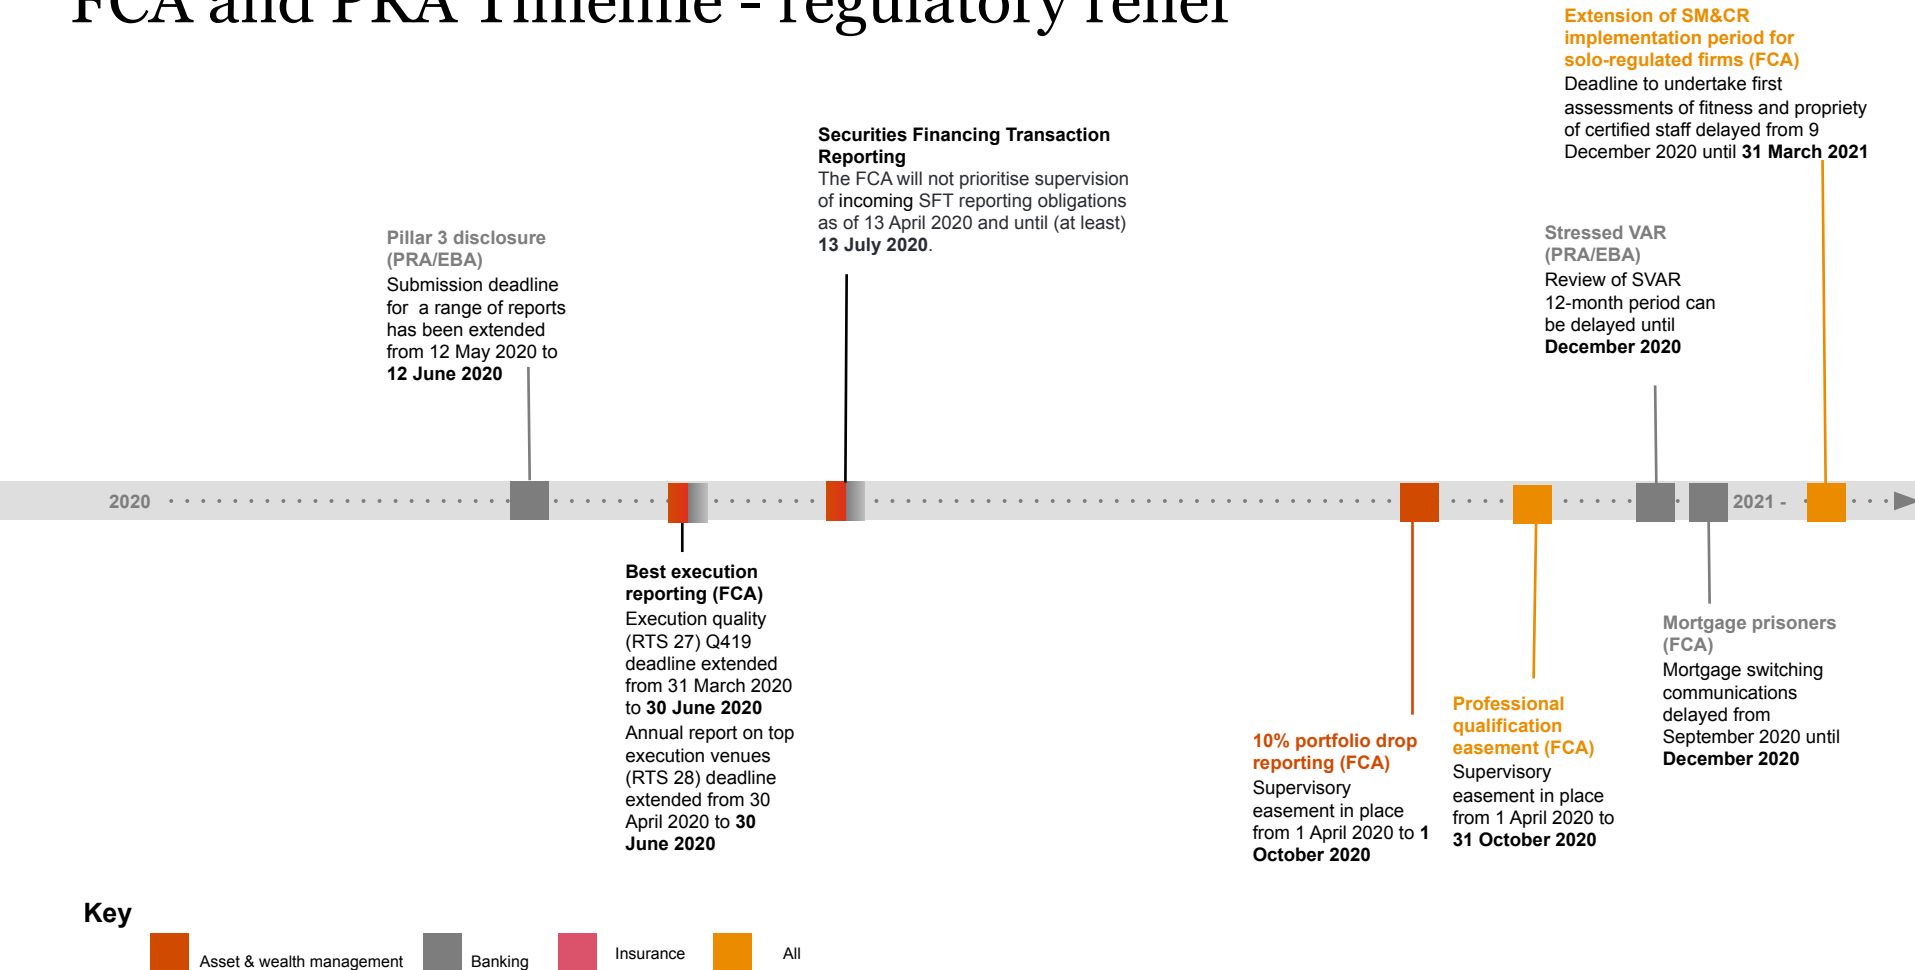 FCA and PRA Timeline - regulatory relief
Extension of SM&CR
implementation period for
solo-regulated firms (FCA)
Deadline to undertake first
assessments of fitness and propriety
of certified staff delayed from 9
December 2020 until 31 March 2021
Securities Financing Transaction
Reporting
The FCA will not prioritise supervision
of incoming SFT reporting obligations
as of 13 April 2020 and until (at least)
13 July 2020.
Pillar 3 disclosure
(PRA/EBA)
Submission deadline
for  a range of reports
has been extended
from 12 May 2020 to
12 June 2020
Stressed VAR
(PRA/EBA)
Review of SVAR
12-month period can
be delayed until
December 2020
2020
2021 -
Best execution
reporting (FCA)
Execution quality
(RTS 27) Q419
deadline extended
from 31 March 2020
to 30 June 2020
Annual report on top
execution venues
(RTS 28) deadline
extended from 30
April 2020 to 30
June 2020
10% portfolio drop
reporting (FCA)
Supervisory
easement in place
from 1 April 2020 to 1
October 2020
Professional
qualification
easement (FCA)
Supervisory
easement in place
from 1 April 2020 to
31 October 2020
Mortgage prisoners
(FCA)
Mortgage switching
communications
delayed from
September 2020 until
December 2020
Key
Asset & wealth management
Banking
Insurance
All